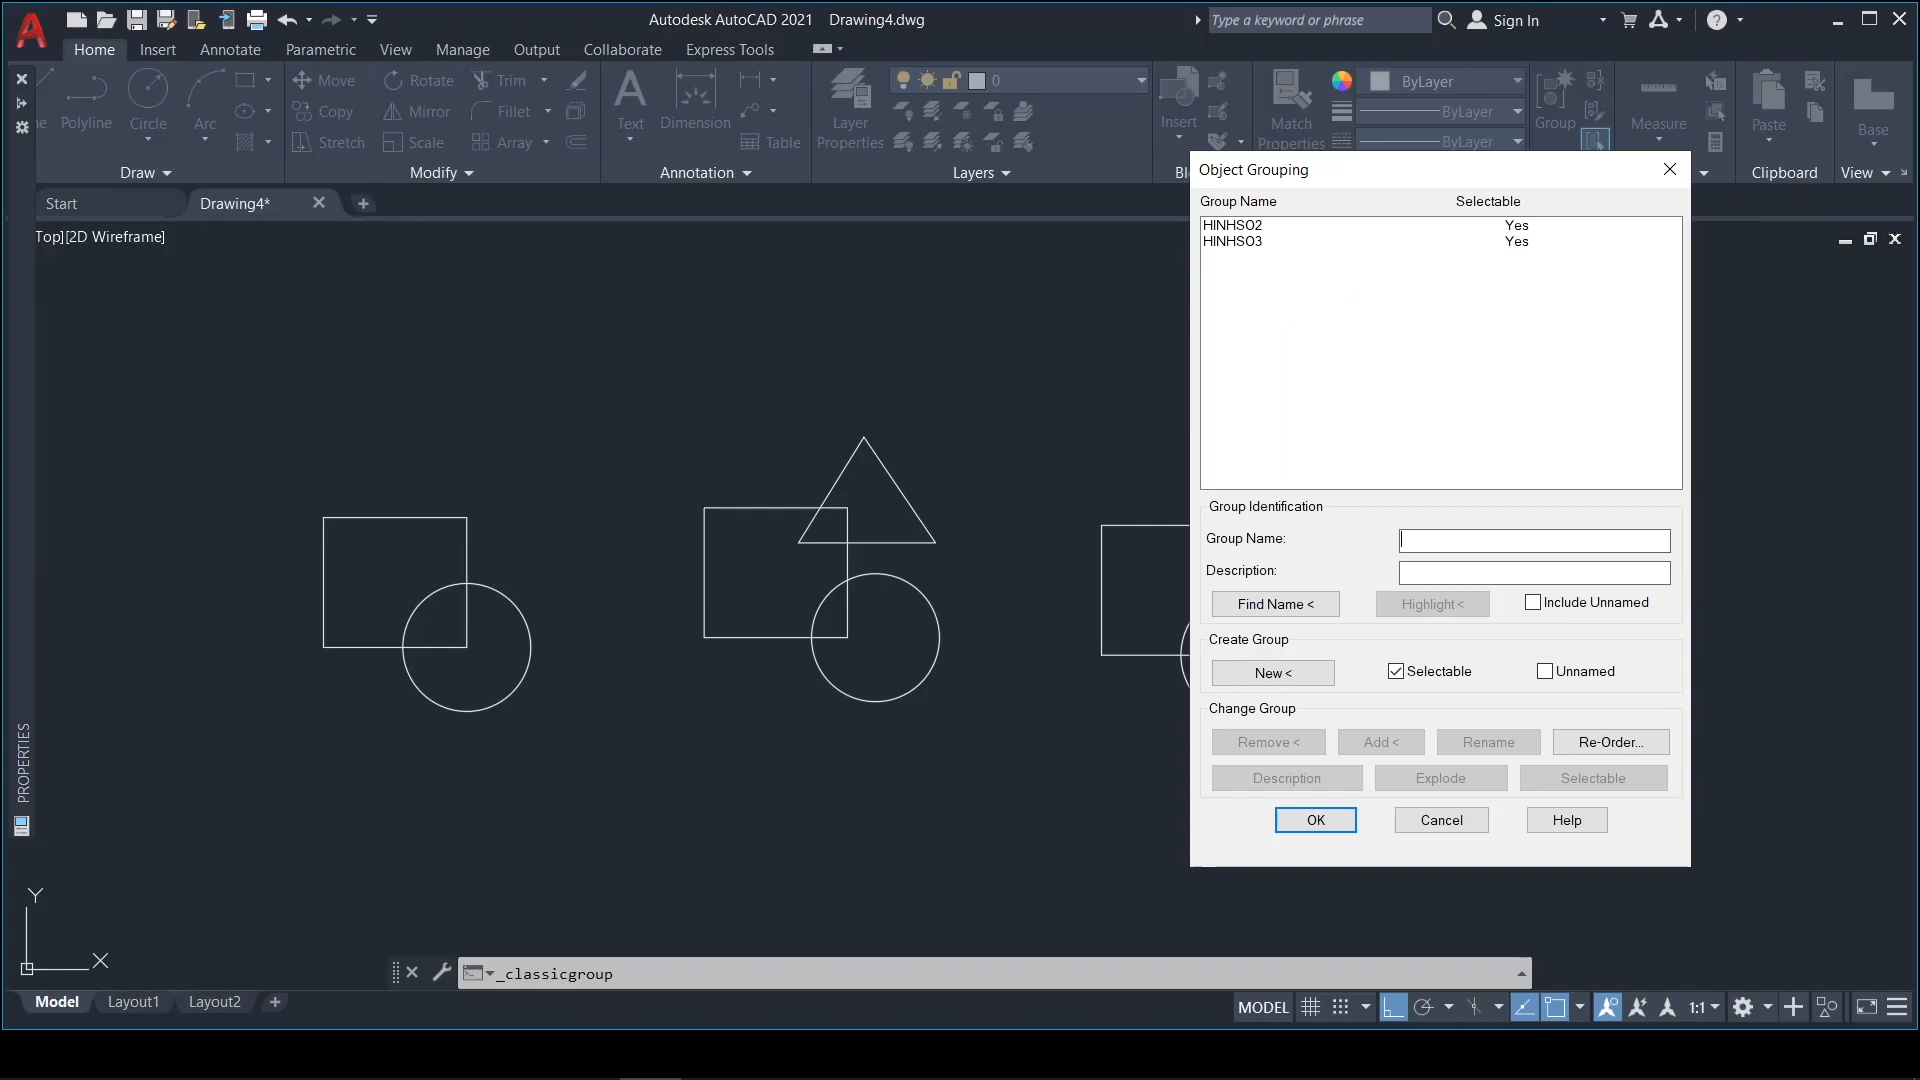 Autodesk AutoCAD 2021 Drawing4.dwg
Type a keyword or phrase
Sign In
Home Insert Annotate Parametric View Manage Output Collaborate Express Tools
Polyline Circle Arc
Move Rotate Trim
Copy Mirror Fillet
Stretch Scale Array
Text Dimension Table
Layer
Properties
0
Insert
Match
Properties
ByLayer
ByLayer
ByLayer
Group
Measure
Paste
Base
Draw Modify Annotation Layers Clipboard View
Start Drawing4* +
Top][2D Wireframe]
Object Grouping
Group Name Selectable
HINHSO2 Yes
HINHSO3 Yes
Group Identification
Group Name:
Description:
Find Name < Highlight < Include Unnamed
Create Group
New < Selectable Unnamed
Change Group
Remove < Add < Rename Re-Order...
Description Explode Selectable
OK Cancel Help
PROPERTIES
Y
X
_classicgroup
Model Layout1 Layout2 +
MODEL 1:1